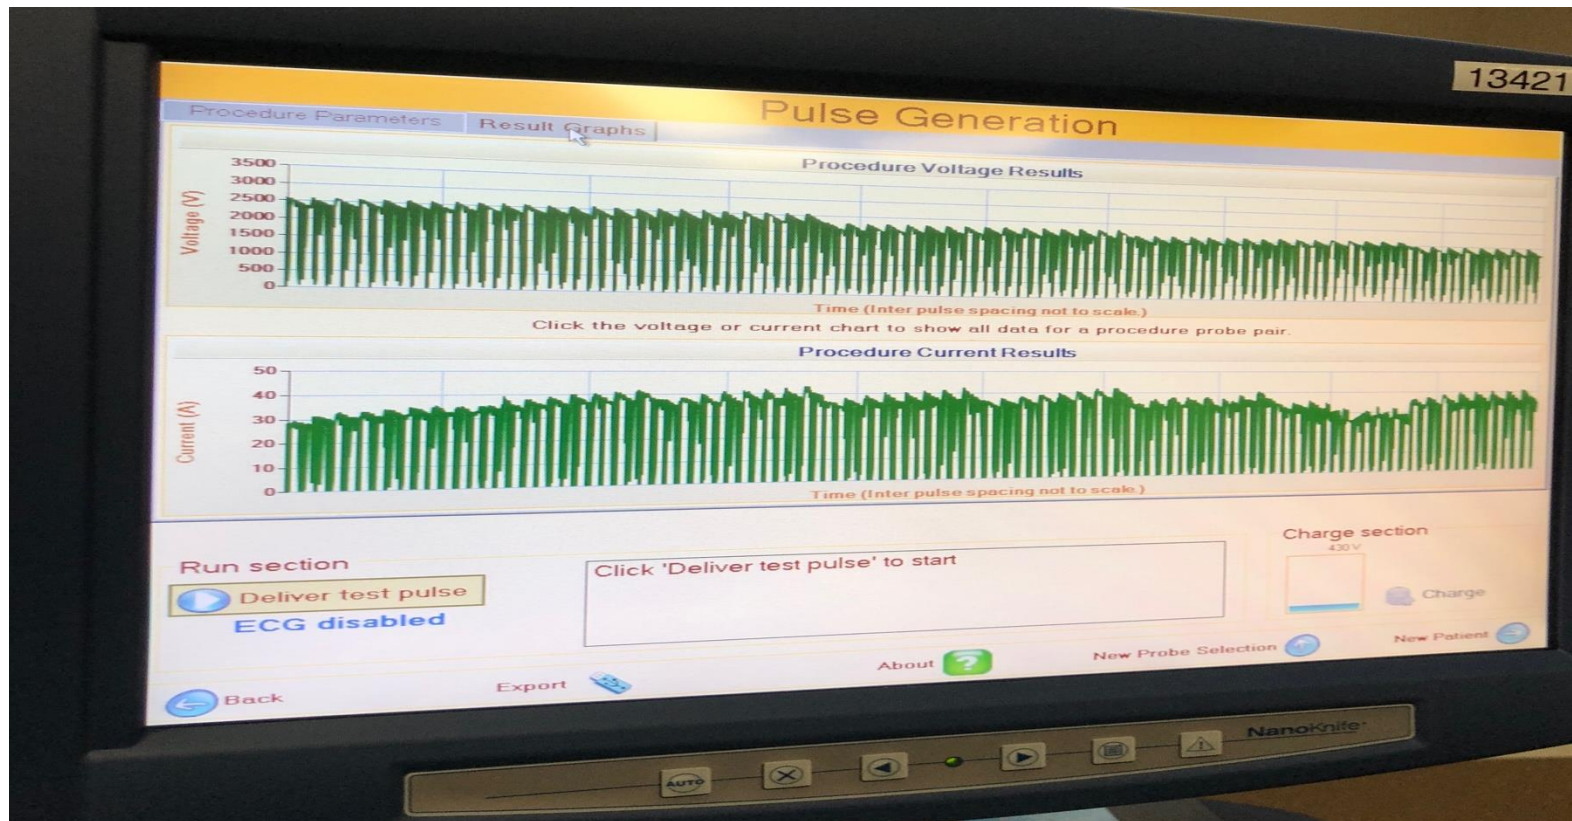 13421
Pulse Generation
Procedure Parameters
Result Graphs
Procedure Voltage Results
Voltage (V)
3500
3000
2500
2000
1500
1000
500
0
Time (Inter pulse spacing not to scale.)
Click the voltage or current chart to show all data for a procedure probe pair.
Procedure Current Results
Current (A)
50
40
30
20
10
0
Time (Inter pulse spacing not to scale.)
Run section
Deliver test pulse
ECG disabled
Click 'Deliver test pulse' to start
Charge section
430 V
Charge
Back
Export
About
New Probe Selection
New Patient
AUTO
NanoKnife